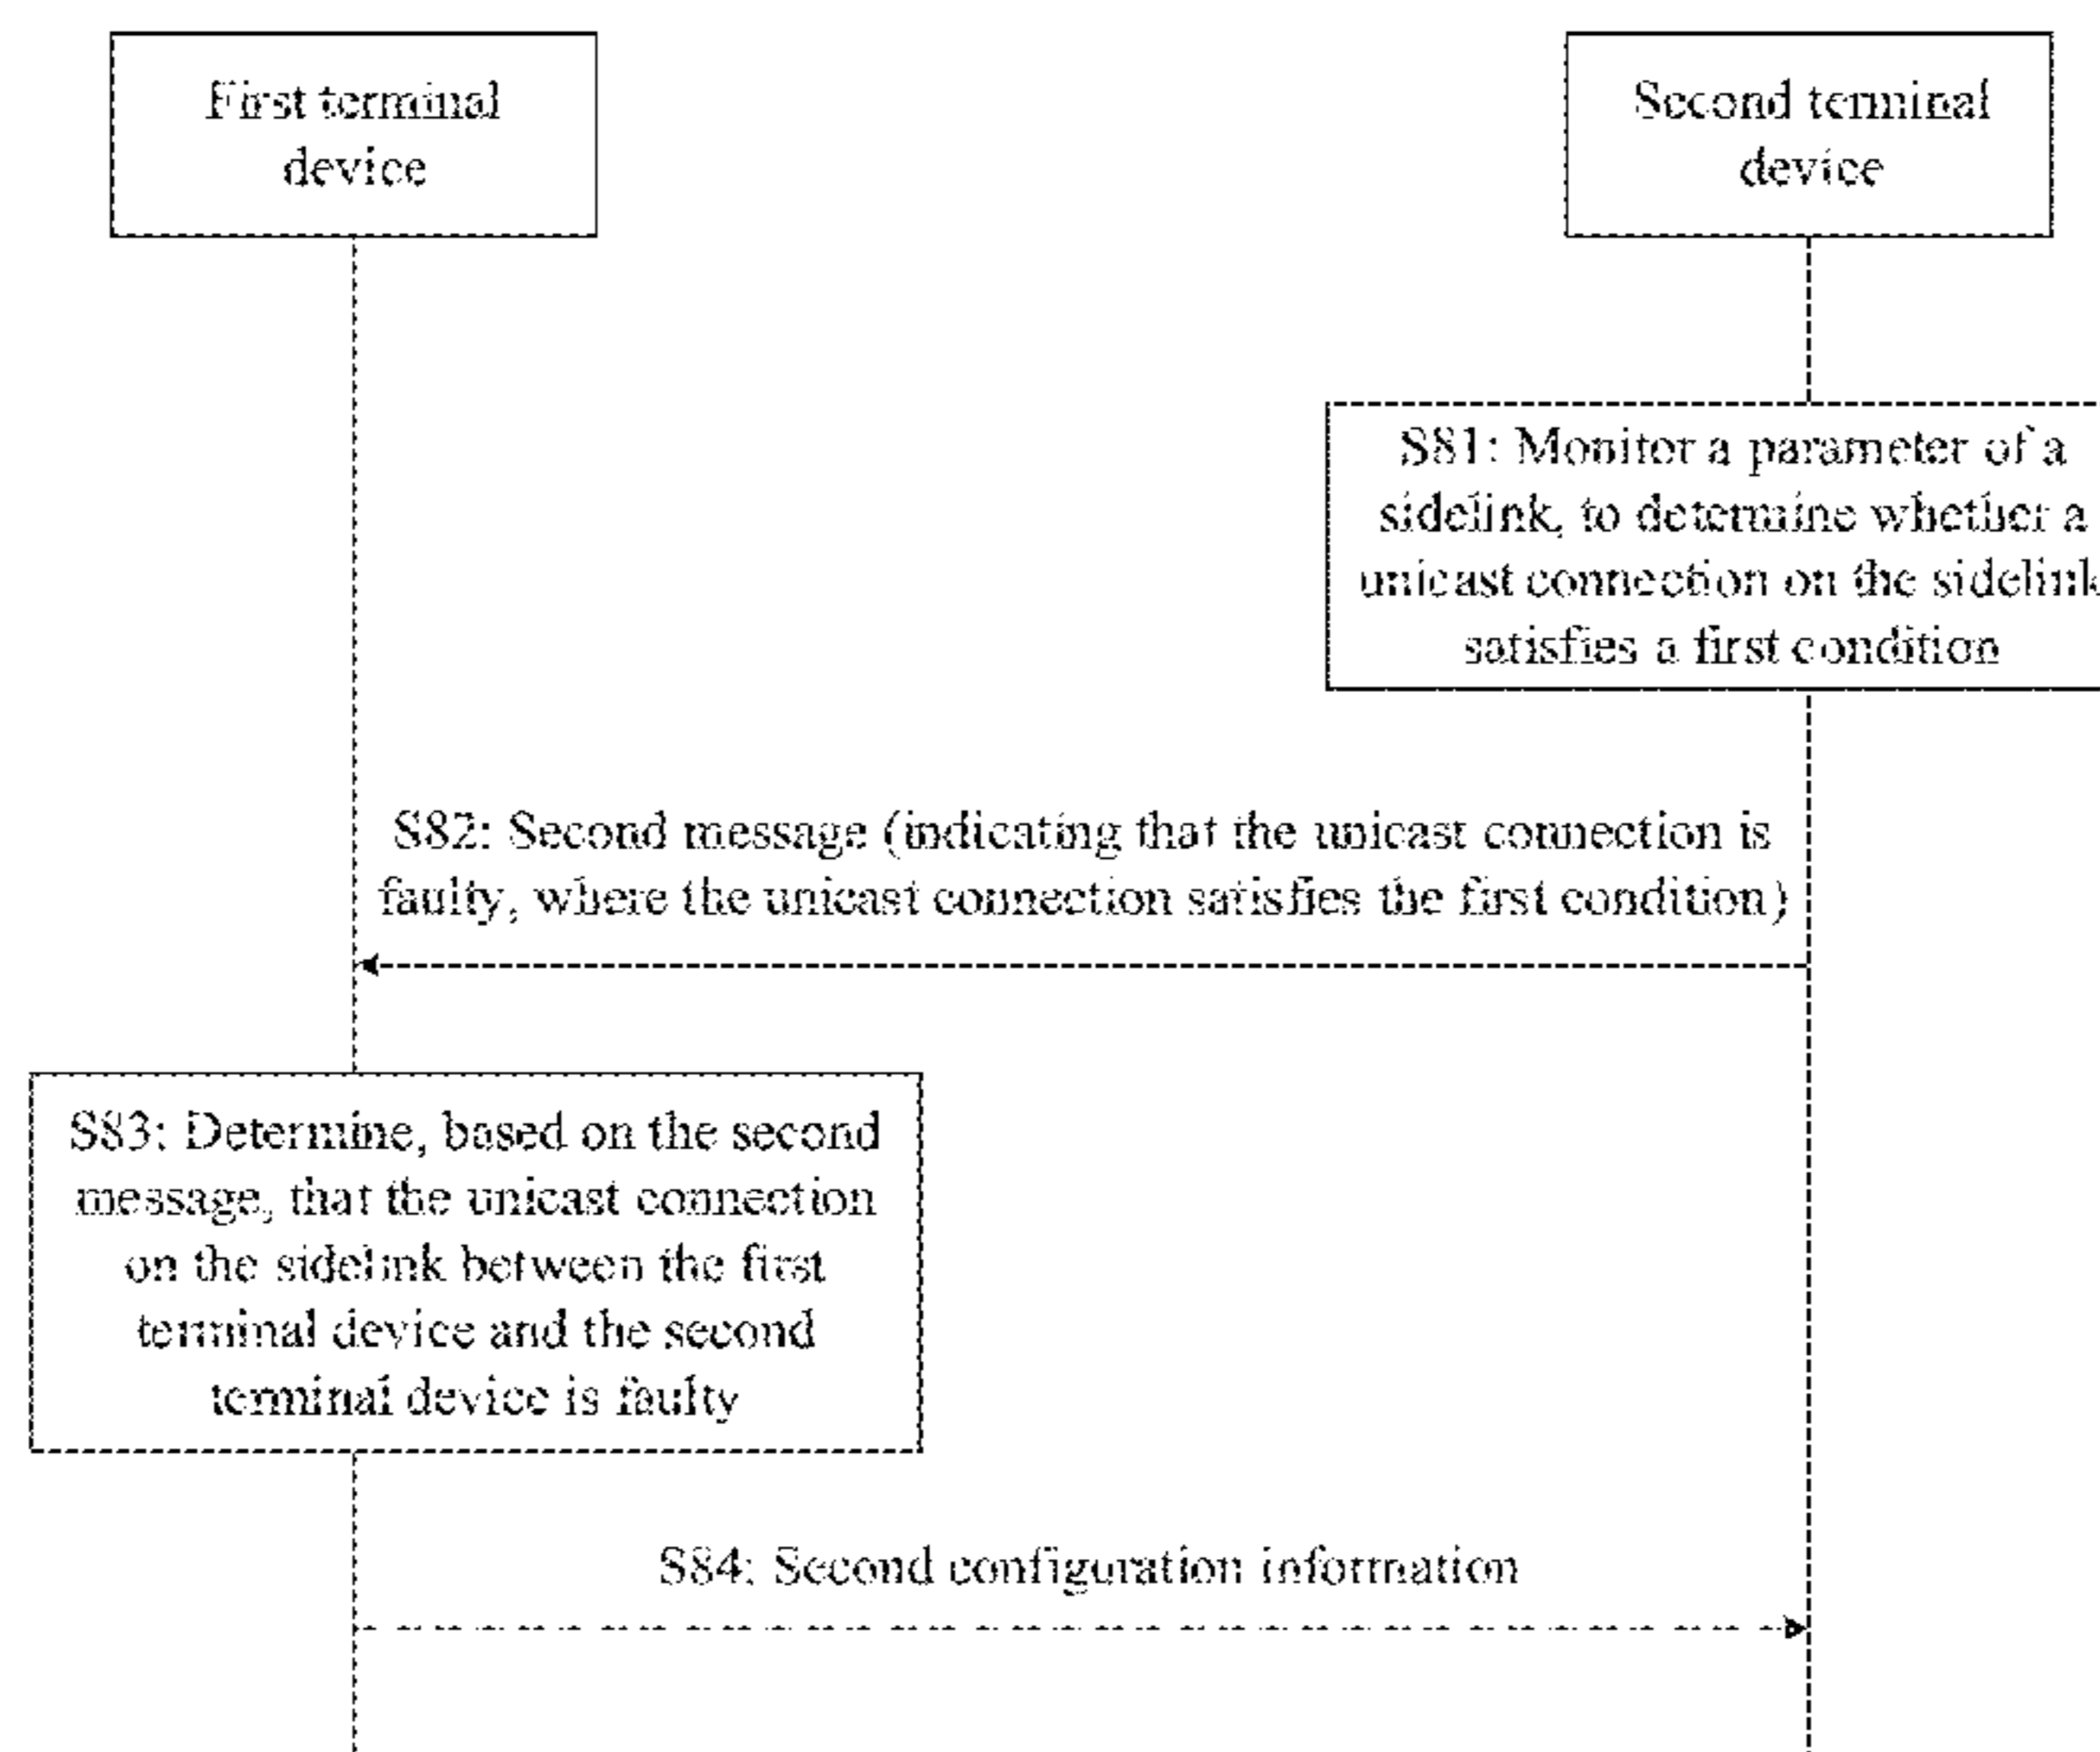 First terminal
device
Second terminal
device
S81: Monitor a parameter of a
sidelink, to determine whether a
unicast connection on the sidelink
satisfies a first condition
S82: Second message (indicating that the unicast connection is
faulty, where the unicast connection satisfies the first condition)
S83: Determine, based on the second
message, that the unicast connection
on the sidelink between the first
terminal device and the second
terminal device is faulty
S84: Second configuration information